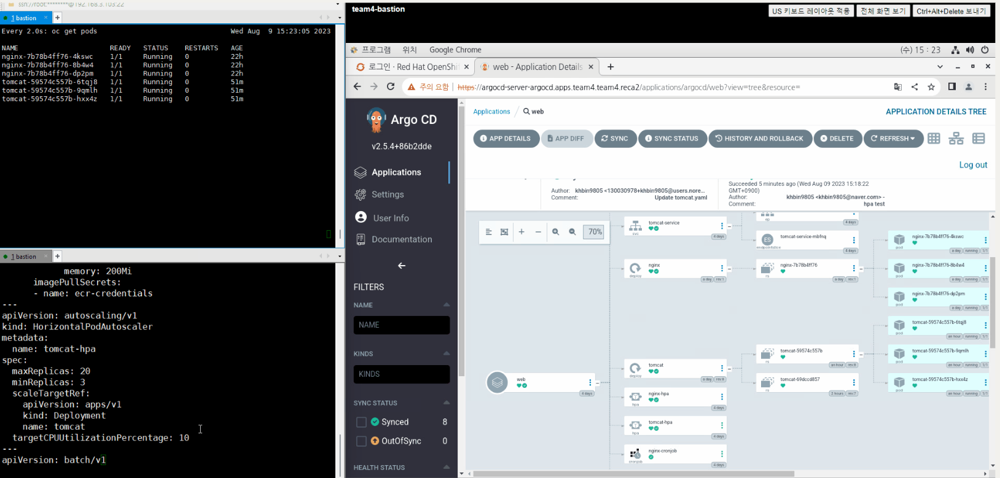 ssh://root:********@192.168.3.103:22
1 bastion
Every 2.0s: oc get pods Wed Aug 9 15:23:05 2023
NAME READY STATUS RESTARTS AGE
nginx-7b78b4ff76-4kswc 1/1 Running 0 22h
nginx-7b78b4ff76-8b4w4 1/1 Running 0 22h
nginx-7b78b4ff76-dp2pm 1/1 Running 0 22h
tomcat-59574c557b-6tqj8 1/1 Running 0 51m
tomcat-59574c557b-9qmlh 1/1 Running 0 51m
tomcat-59574c557b-hxx4z 1/1 Running 0 51m
1 bastion
memory: 200Mi
imagePullSecrets:
- name: ecr-credentials
---
apiVersion: autoscaling/v1
kind: HorizontalPodAutoscaler
metadata:
name: tomcat-hpa
spec:
maxReplicas: 20
minReplicas: 3
scaleTargetRef:
apiVersion: apps/v1
kind: Deployment
name: tomcat
targetCPUUtilizationPercentage: 10
---
apiVersion: batch/v1
team4-bastion
US 키보드 레이아웃 적용 전체 화면 보기 Ctrl+Alt+Delete 보내기
프로그램 위치 Google Chrome (수) 15 : 23
로그인 · Red Hat OpenShift web - Application Details
주의 요함 https://argocd-server-argocd.apps.team4.team4.reca2/applications/argocd/web?view=tree&resource=
Argo CD
v2.5.4+86b2dde
Applications
Settings
User Info
Documentation
FILTERS
NAME
NAME
KINDS
KINDS
SYNC STATUS
Synced 8
OutOfSync 0
HEALTH STATUS
Applications / web APPLICATION DETAILS TREE
APP DETAILS APP DIFF SYNC SYNC STATUS HISTORY AND ROLLBACK DELETE REFRESH
Log out
Author: khbin9805 <130030978+khbin9805@users.nore...
Comment: Update tomcat.yaml
Succeeded 5 minutes ago (Wed Aug 09 2023 15:18:22
GMT+0900)
Author: khbin9805 <khbin9805@naver.com> -
Comment: hpa test
70%
web
4 days
tomcat-service
svc
4 days
nginx
deploy
a day rev:1
tomcat
deploy
a day rev:8
nginx-hpa
hpa
4 days
tomcat-hpa
hpa
4 days
nginx-cronjob
cronjob
4 days
ep
4 days
ES
tomcat-service-mbfnq
endpointslice
4 days
nginx-7b78b4ff76
rs
a day rev:1
tomcat-59574c557b
rs
an hour rev:8
tomcat-69dccd857
rs
2 hours rev:7
nginx-7b78b4ff76-4kswc
pod
a day running 1/1
nginx-7b78b4ff76-8b4w4
pod
a day running 1/1
nginx-7b78b4ff76-dp2pm
pod
a day running 1/1
tomcat-59574c557b-6tqj8
pod
an hour running 1/1
tomcat-59574c557b-9qmlh
pod
an hour running 1/1
tomcat-59574c557b-hxx4z
pod
an hour running 1/1